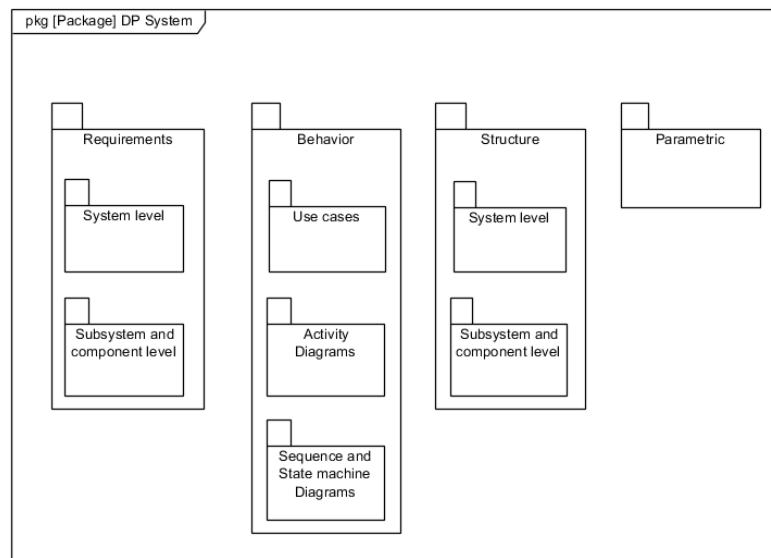 pkg [Package] DP System
Requirements
System level
Subsystem and
component level
Behavior
Use cases
Activity
Diagrams
Sequence and
State machine
Diagrams
Structure
System level
Subsystem and
component level
Parametric